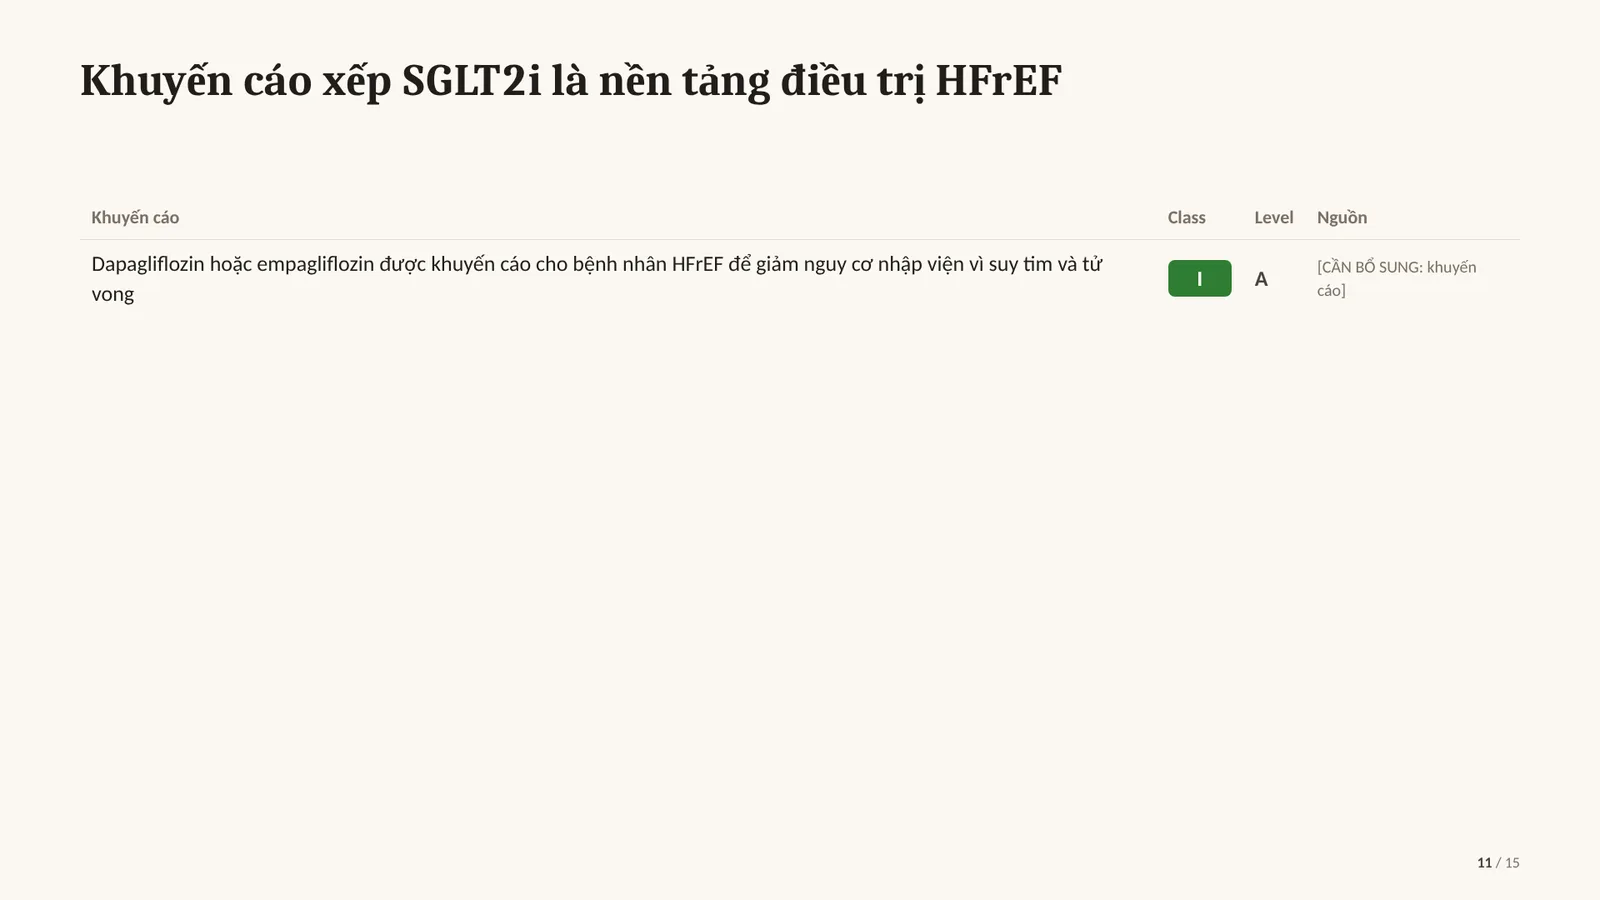 Khuyến cáo xếp SGLT2i là nền tảng điều trị HFrEF
Khuyến cáo
Class
Level
Nguồn
Dapagliflozin hoặc empagliflozin được khuyến cáo cho bệnh nhân HFrEF để giảm nguy cơ nhập viện vì suy tim và tử
vong
I
A
[CẦN BỔ SUNG: khuyến
cáo]
11 / 15